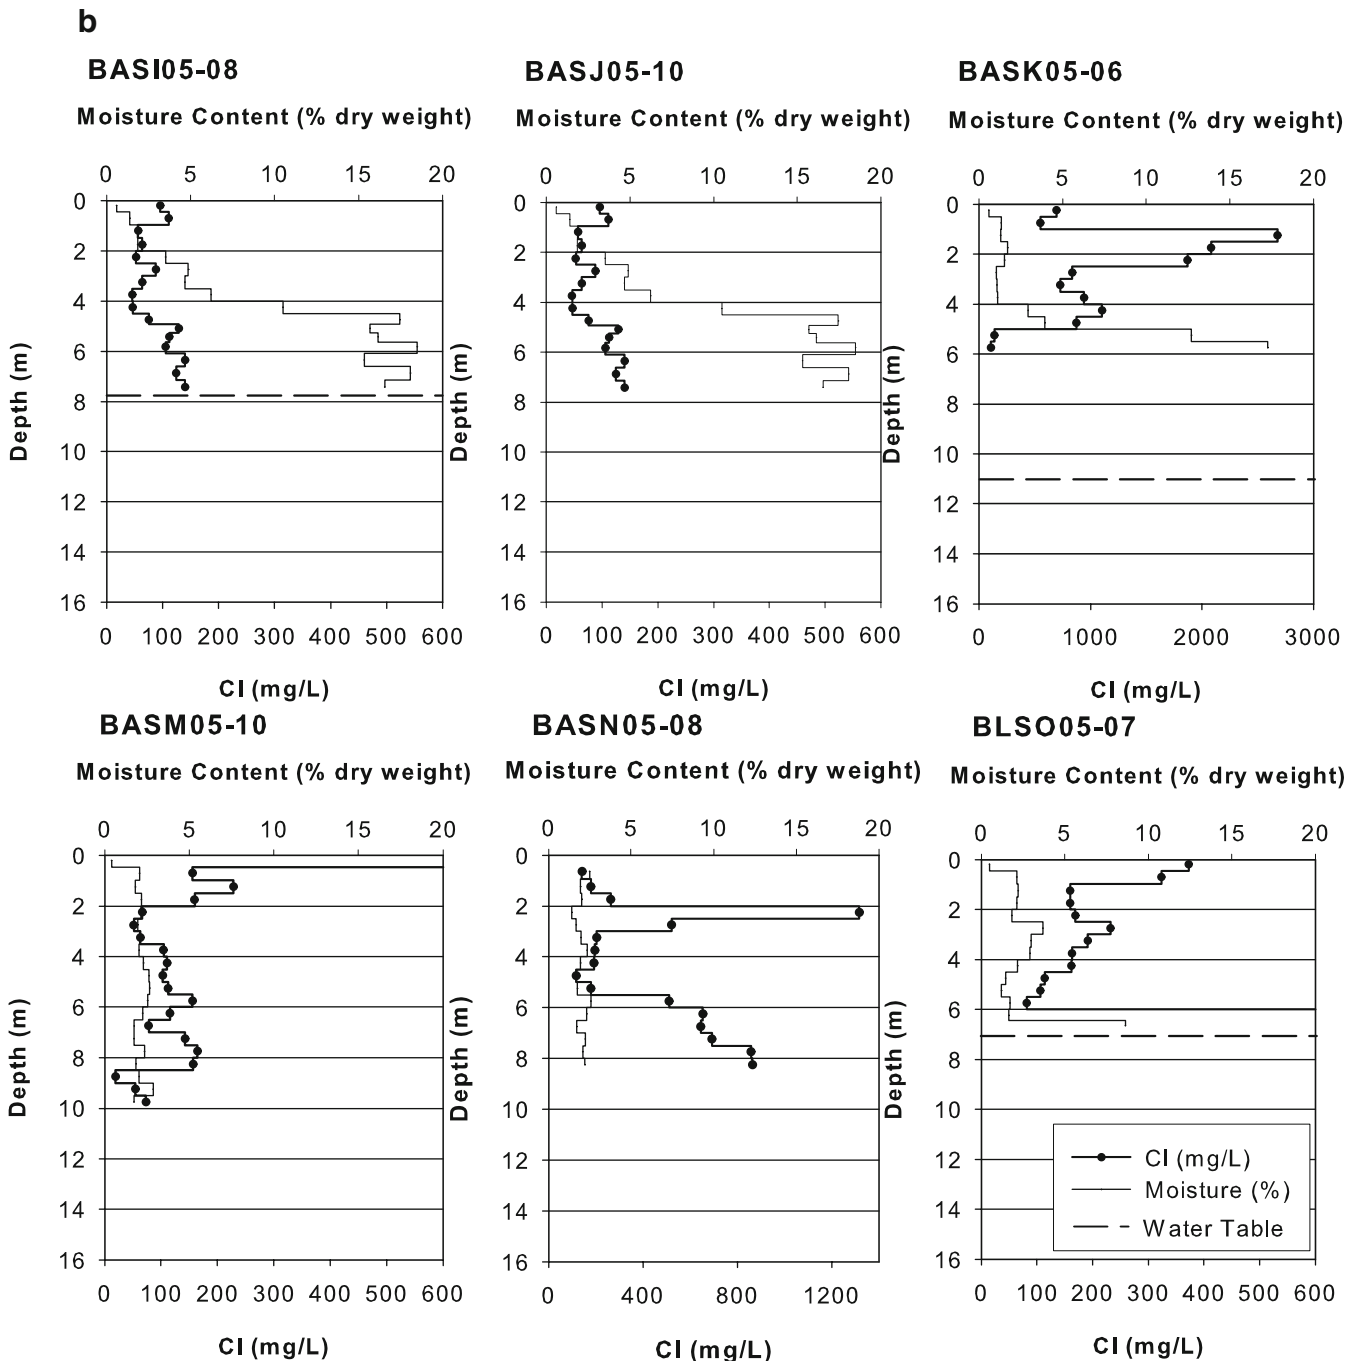 b
BASI05-08
Moisture Content (% dry weight)
0 5 10 15 20
0
2
4
6
8
10
12
14
16
Depth (m)
0 100 200 300 400 500 600
Cl (mg/L)
BASJ05-10
Moisture Content (% dry weight)
0 5 10 15 20
0
2
4
6
8
10
12
14
16
Depth (m)
0 100 200 300 400 500 600
Cl (mg/L)
BASK05-06
Moisture Content (% dry weight)
0 5 10 15 20
0
2
4
6
8
10
12
14
16
Depth (m)
0 1000 2000 3000
Cl (mg/L)
BASM05-10
Moisture Content (% dry weight)
0 5 10 15 20
0
2
4
6
8
10
12
14
16
Depth (m)
0 100 200 300 400 500 600
Cl (mg/L)
BASN05-08
Moisture Content (% dry weight)
0 5 10 15 20
0
2
4
6
8
10
12
14
16
Depth (m)
0 400 800 1200
Cl (mg/L)
BLSO05-07
Moisture Content (% dry weight)
0 5 10 15 20
0
2
4
6
8
10
12
14
16
Depth (m)
0 100 200 300 400 500 600
Cl (mg/L)
Cl (mg/L)
Moisture (%)
Water Table